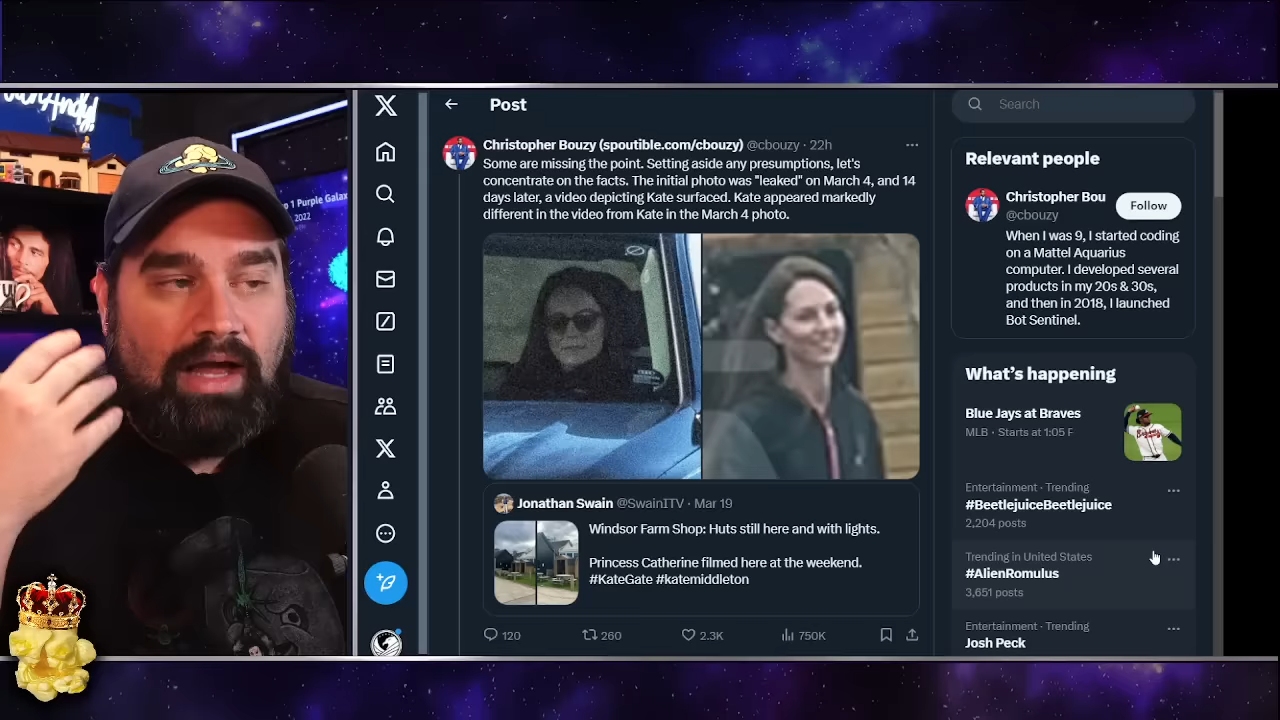 Post
Search
Christopher Bouzy (spoutible.com/cbouzy) @cbouzy · 22h
Some are missing the point. Setting aside any presumptions, let's
concentrate on the facts. The initial photo was "leaked" on March 4, and 14
days later, a video depicting Kate surfaced. Kate appeared markedly
different in the video from Kate in the March 4 photo.
Jonathan Swain @SwainITV · Mar 19
Windsor Farm Shop: Huts still here and with lights.
Princess Catherine filmed here at the weekend.
#KateGate #katemiddleton
120 260 2.3K 750K
Relevant people
Christopher Bou
@cbouzy
Follow
When I was 9, I started coding
on a Mattel Aquarius
computer. I developed several
products in my 20s & 30s,
and then in 2018, I launched
Bot Sentinel.
What's happening
Blue Jays at Braves
MLB · Starts at 1:05 F
Entertainment · Trending
#BeetlejuiceBeetlejuice
2,204 posts
Trending in United States
#AlienRomulus
3,651 posts
Entertainment · Trending
Josh Peck
1 Purple Galax
2022